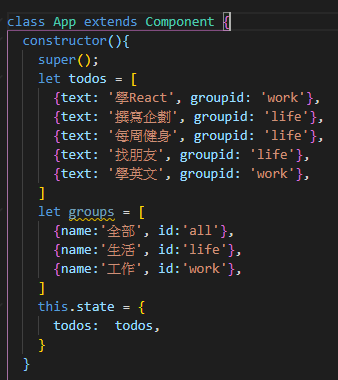 class App extends Component {
constructor(){
super();
let todos = [
{text: '學React', groupid: 'work'},
{text: '撰寫企劃', groupid: 'life'},
{text: '每周健身', groupid: 'life'},
{text: '找朋友', groupid: 'life'},
{text: '學英文', groupid: 'work'},
]
let groups = [
{name:'全部', id:'all'},
{name:'生活', id:'life'},
{name:'工作', id:'work'},
]
this.state = {
todos:  todos,
}
}